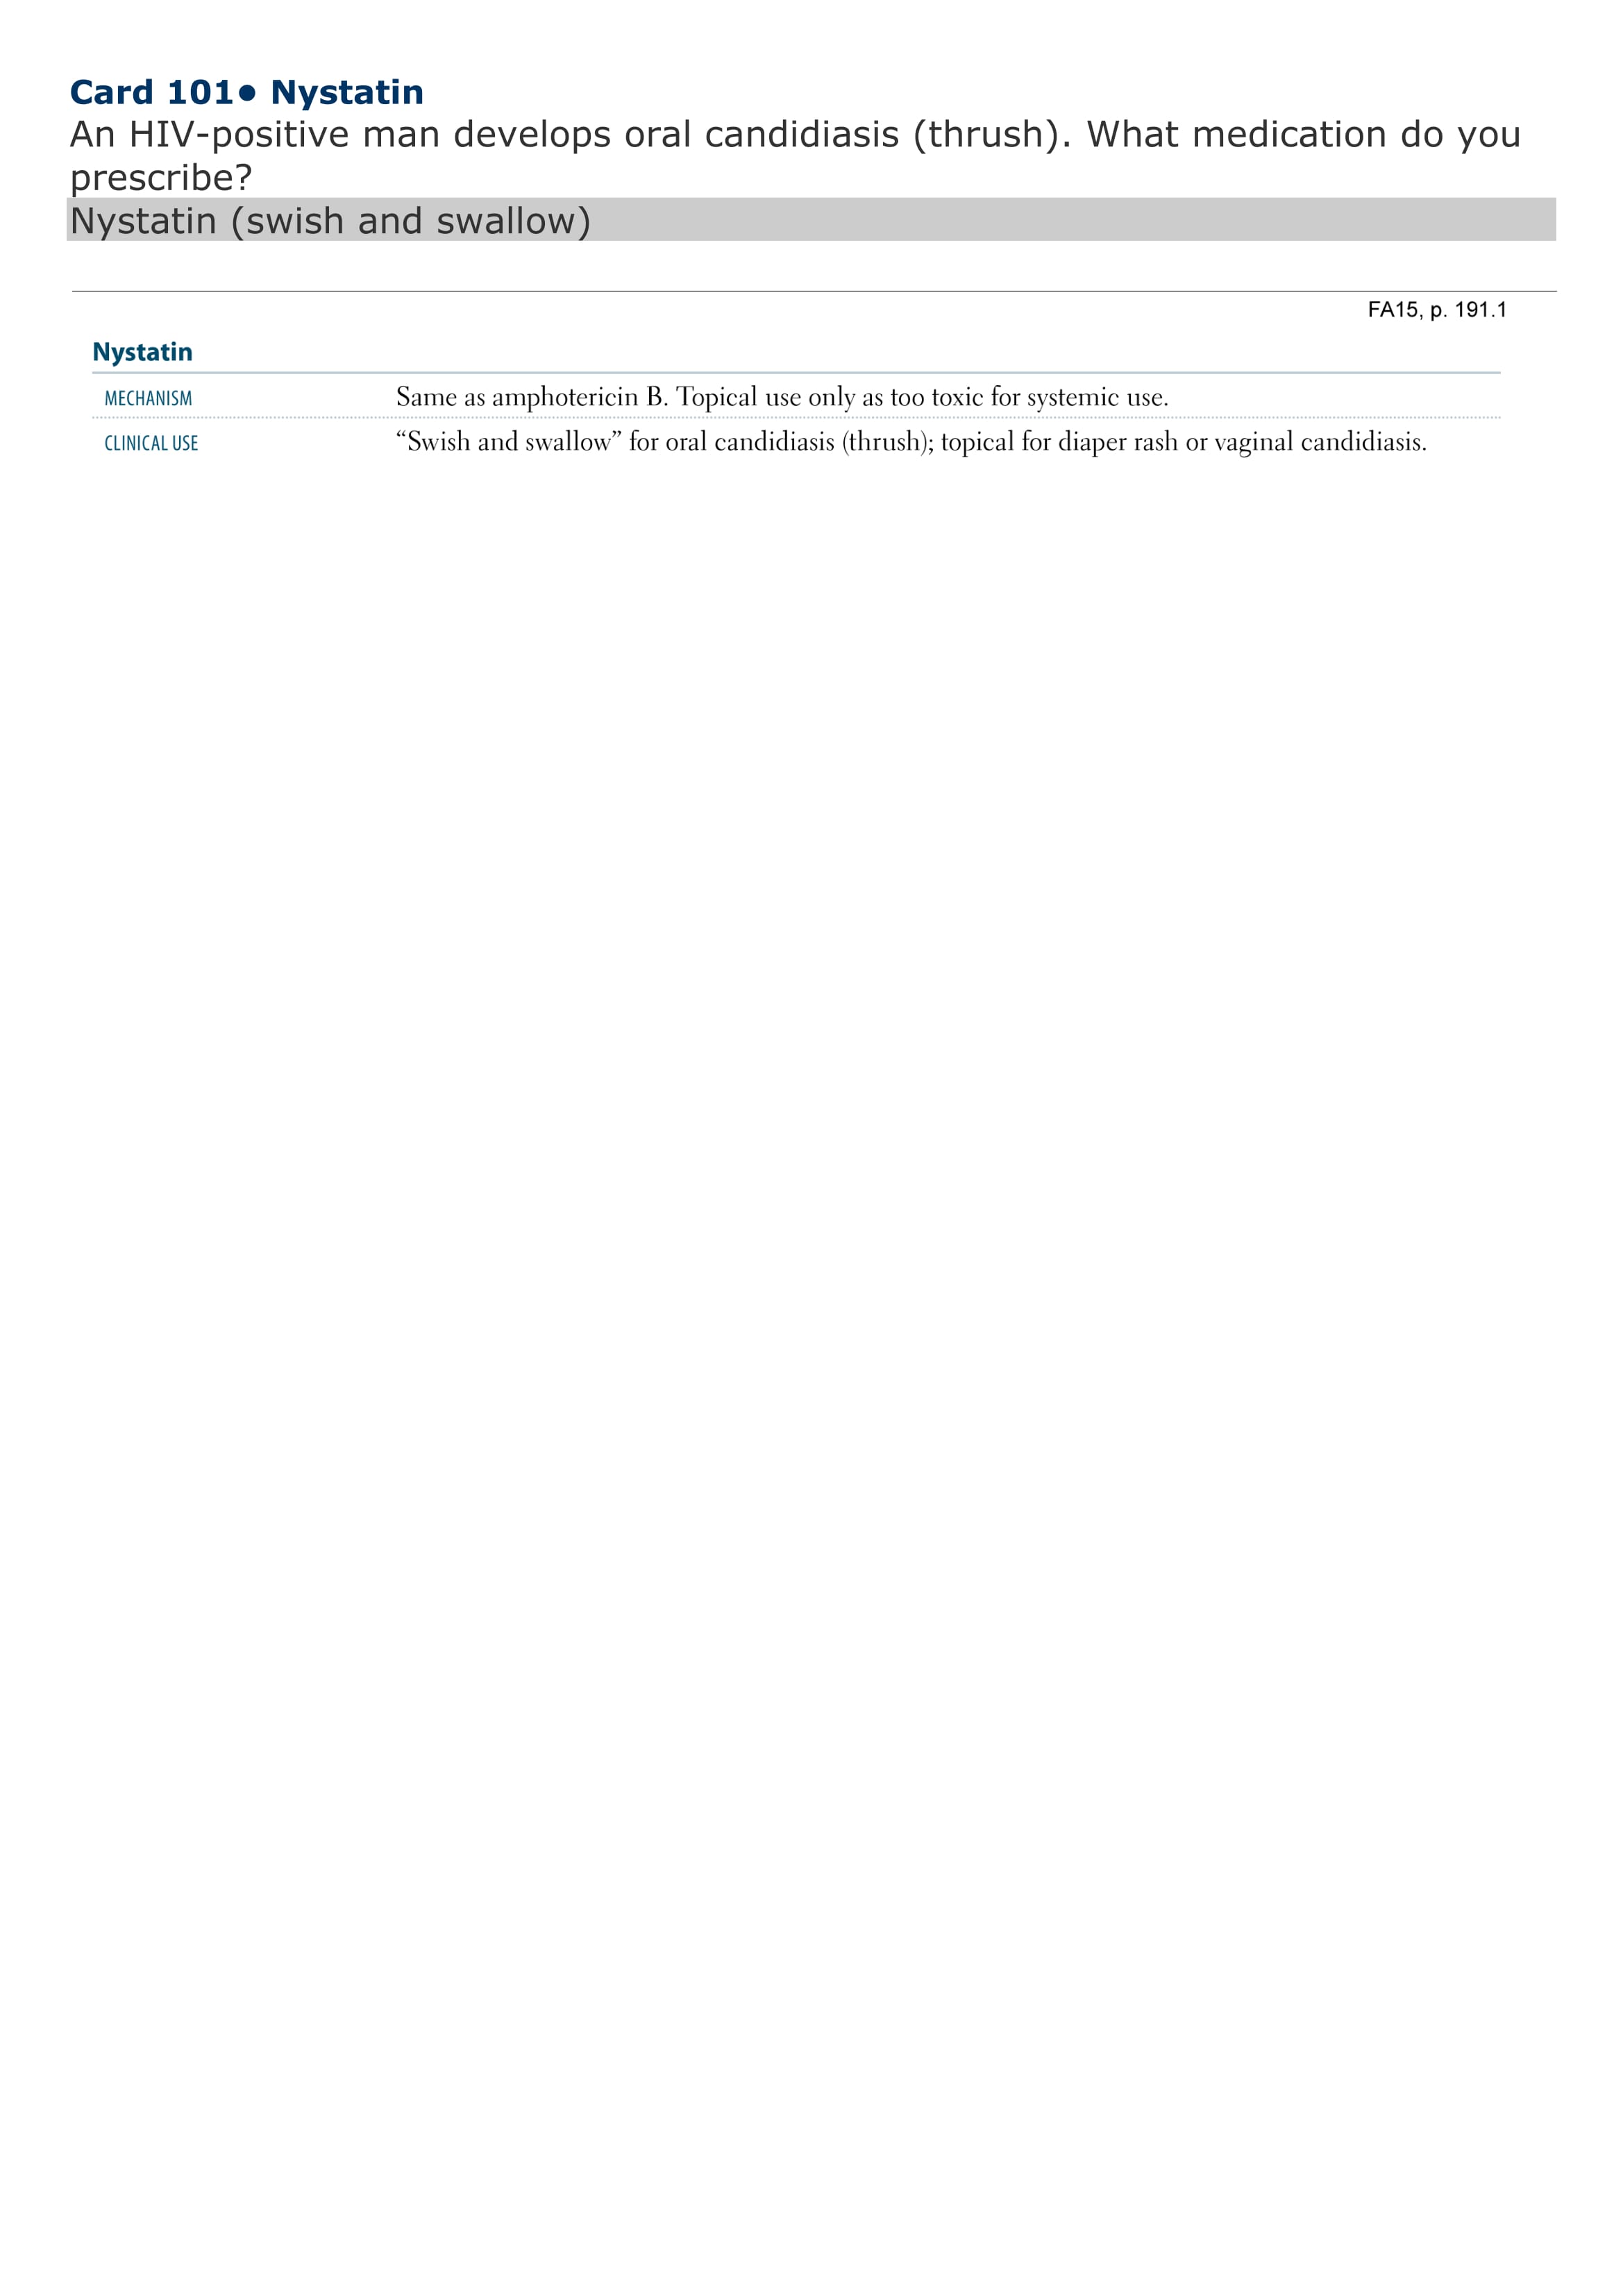 Card 101● Nystatin
An HIV-positive man develops oral candidiasis (thrush). What medication do you
prescribe?
Nystatin (swish and swallow)
FA15, p. 191.1
Nystatin
MECHANISM Same as amphotericin B. Topical use only as too toxic for systemic use.
CLINICAL USE “Swish and swallow” for oral candidiasis (thrush); topical for diaper rash or vaginal candidiasis.